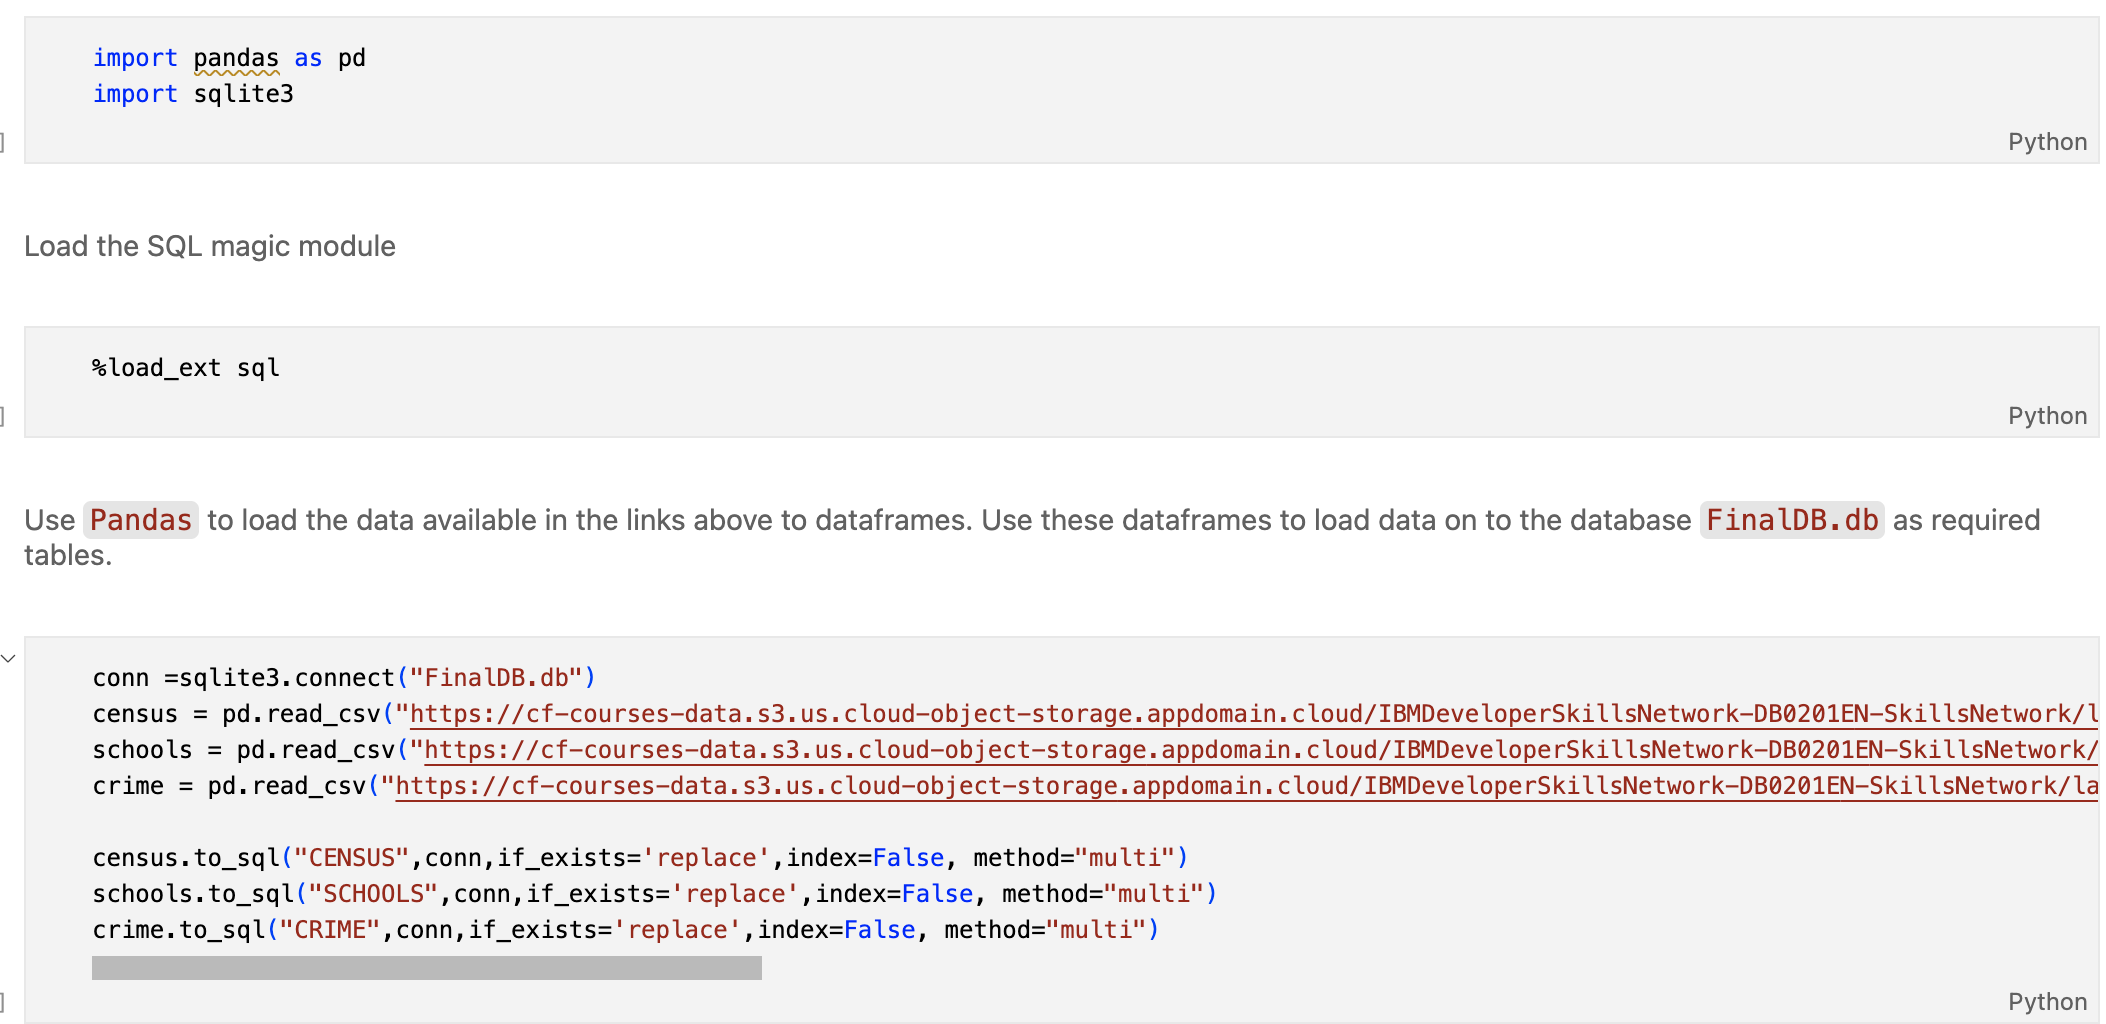 import pandas as pd
import sqlite3
]
Python
Load the SQL magic module
%load_ext sql
]
Python
Use Pandas to load the data available in the links above to dataframes. Use these dataframes to load data on to the database FinalDB.db as required
tables.
conn =sqlite3.connect("FinalDB.db")
census = pd.read_csv("https://cf-courses-data.s3.us.cloud-object-storage.appdomain.cloud/IBMDeveloperSkillsNetwork-DB0201EN-SkillsNetwork/l
schools = pd.read_csv("https://cf-courses-data.s3.us.cloud-object-storage.appdomain.cloud/IBMDeveloperSkillsNetwork-DB0201EN-SkillsNetwork/
crime = pd.read_csv("https://cf-courses-data.s3.us.cloud-object-storage.appdomain.cloud/IBMDeveloperSkillsNetwork-DB0201EN-SkillsNetwork/la
census.to_sql("CENSUS",conn,if_exists='replace',index=False, method="multi")
schools.to_sql("SCHOOLS",conn,if_exists='replace',index=False, method="multi")
crime.to_sql("CRIME",conn,if_exists='replace',index=False, method="multi")
]
Python